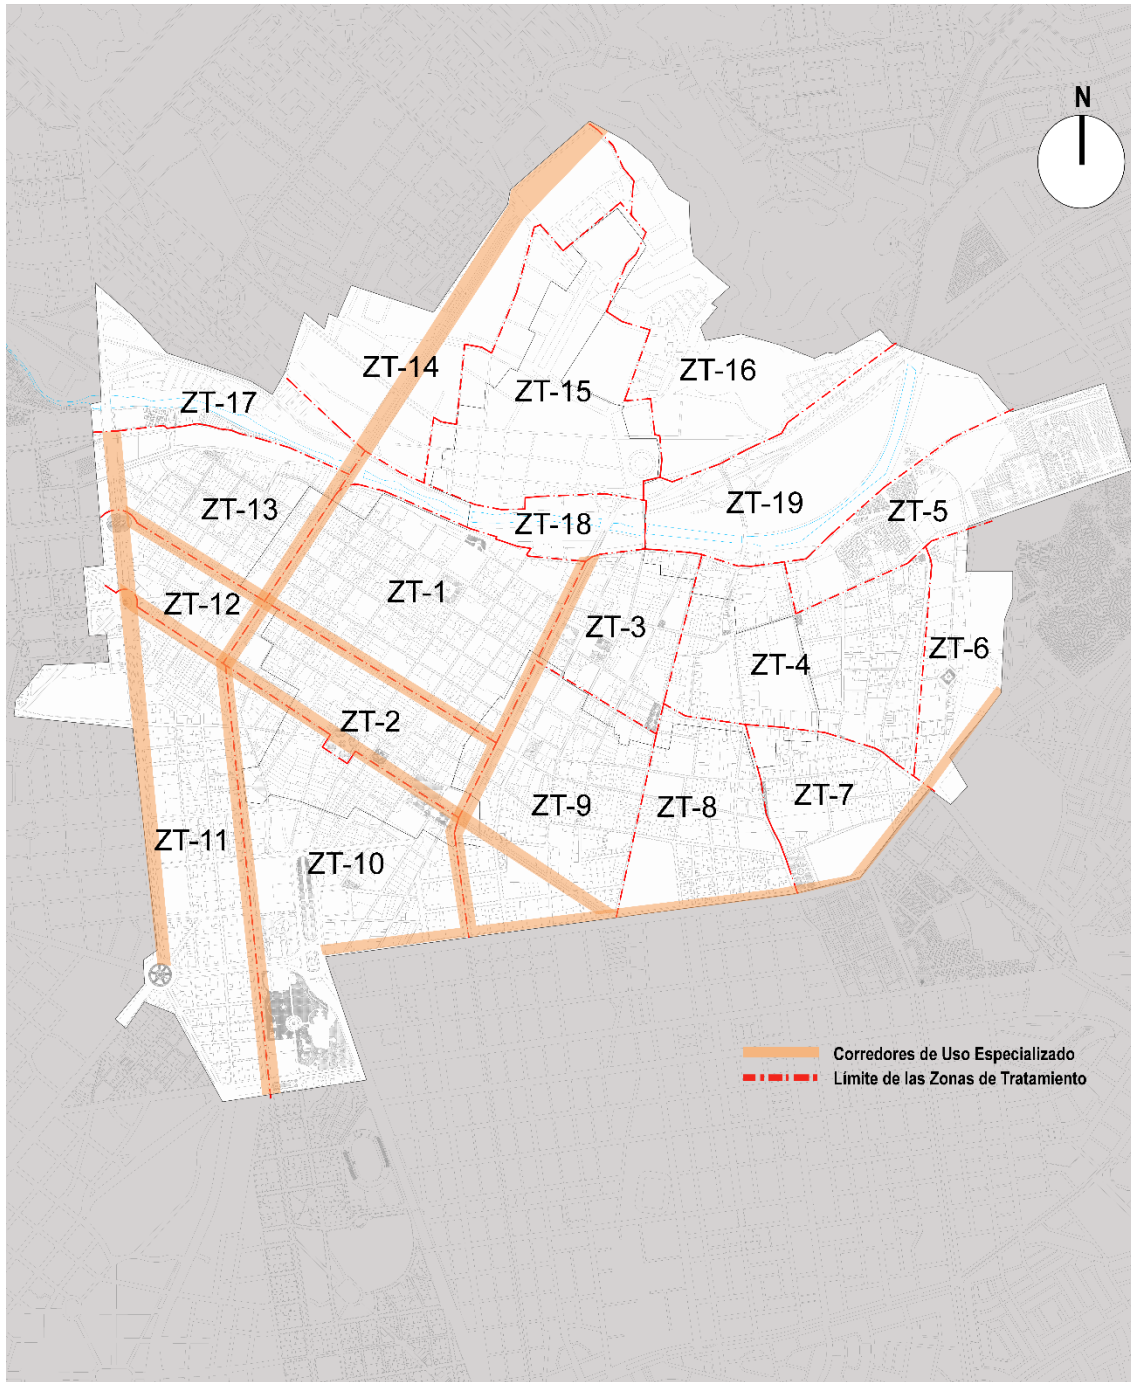 N
ZT-14
ZT-16
ZT-15
ZT-17
ZT-13
ZT-19
ZT-5
ZT-18
ZT-1
ZT-12
ZT-3
ZT-6
ZT-4
ZT-2
ZT-7
ZT-9
ZT-8
ZT-11
ZT-10
Corredores de Uso Especializado
Límite de las Zonas de Tratamiento